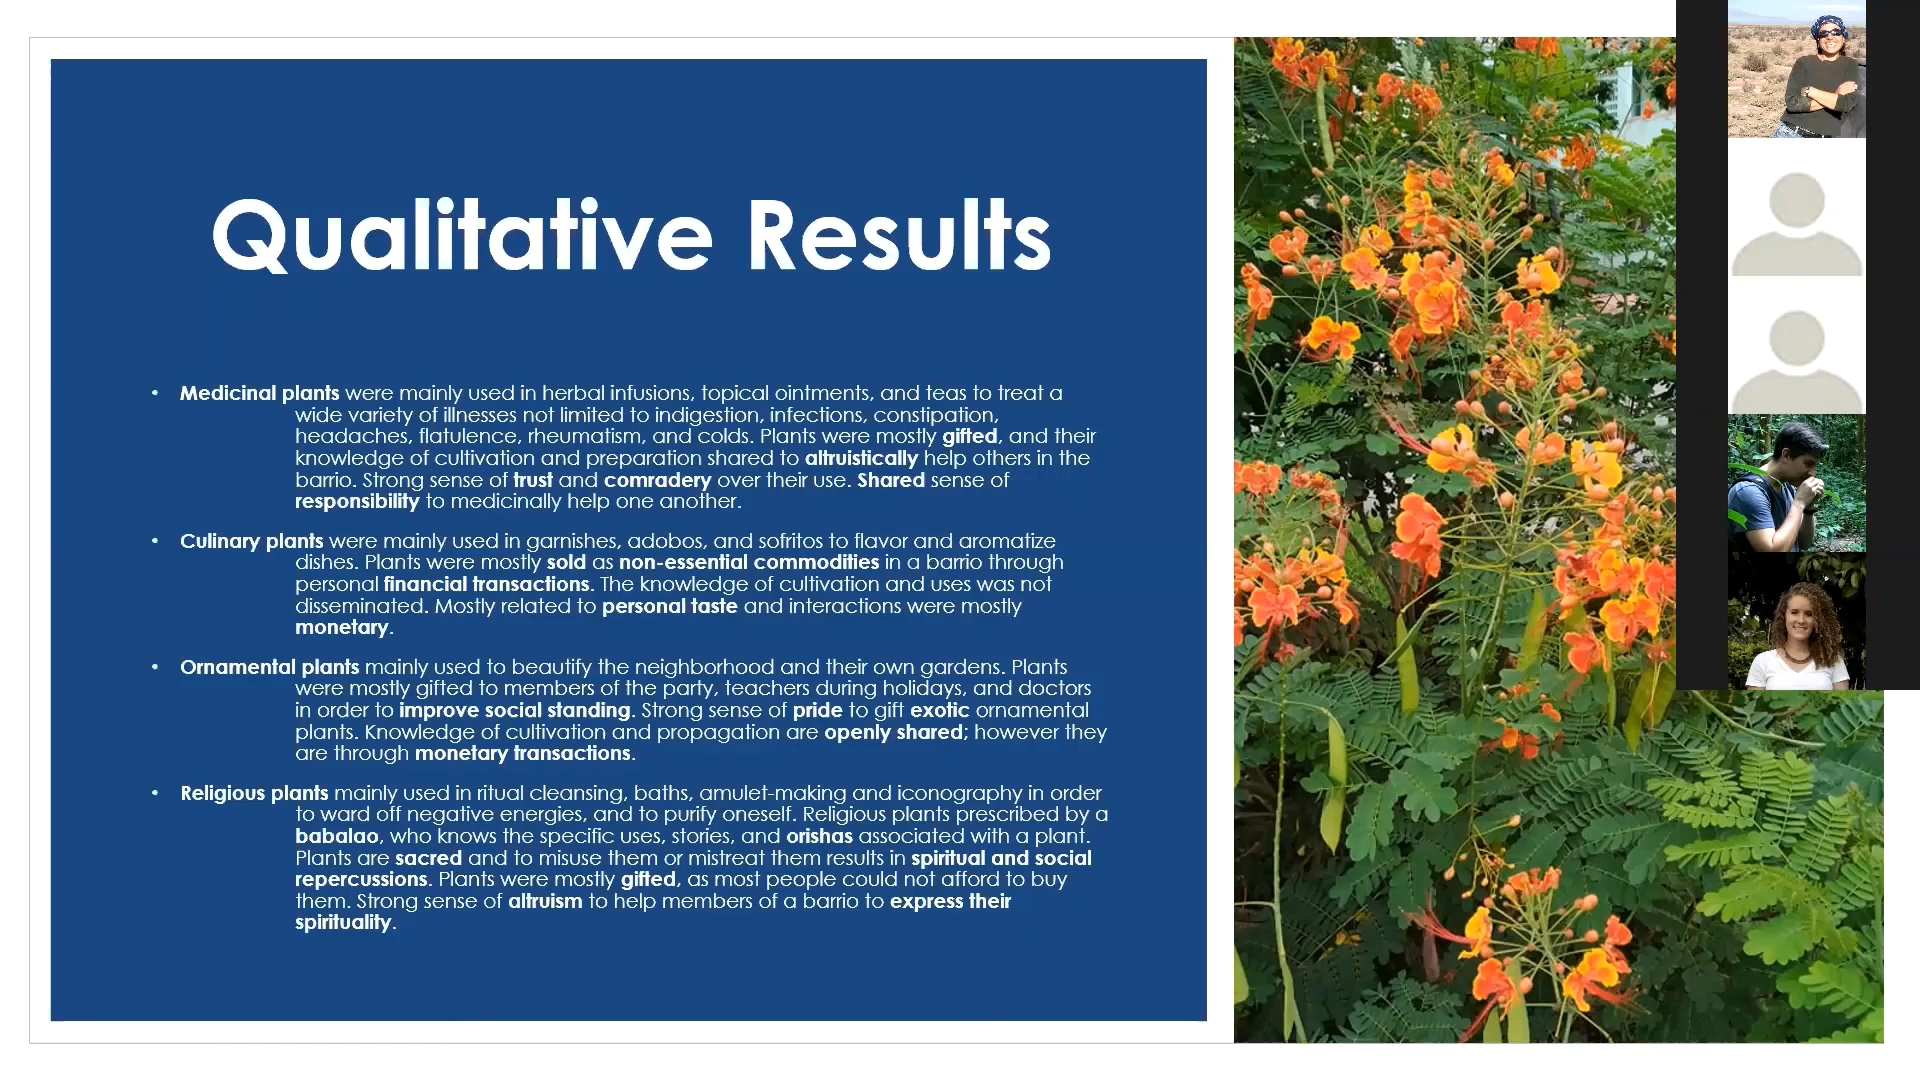 Qualitative Results
• Medicinal plants were mainly used in herbal infusions, topical ointments, and teas to treat a
wide variety of illnesses not limited to indigestion, infections, constipation,
headaches, flatulence, rheumatism, and colds. Plants were mostly gifted, and their
knowledge of cultivation and preparation shared to altruistically help others in the
barrio. Strong sense of trust and comradery over their use. Shared sense of
responsibility to medicinally help one another.
• Culinary plants were mainly used in garnishes, adobos, and sofritos to flavor and aromatize
dishes. Plants were mostly sold as non-essential commodities in a barrio through
personal financial transactions. The knowledge of cultivation and uses was not
disseminated. Mostly related to personal taste and interactions were mostly
monetary.
• Ornamental plants mainly used to beautify the neighborhood and their own gardens. Plants
were mostly gifted to members of the party, teachers during holidays, and doctors
in order to improve social standing. Strong sense of pride to gift exotic ornamental
plants. Knowledge of cultivation and propagation are openly shared; however they
are through monetary transactions.
• Religious plants mainly used in ritual cleansing, baths, amulet-making and iconography in order
to ward off negative energies, and to purify oneself. Religious plants prescribed by a
babalao, who knows the specific uses, stories, and orishas associated with a plant.
Plants are sacred and to misuse them or mistreat them results in spiritual and social
repercussions. Plants were mostly gifted, as most people could not afford to buy
them. Strong sense of altruism to help members of a barrio to express their
spirituality.